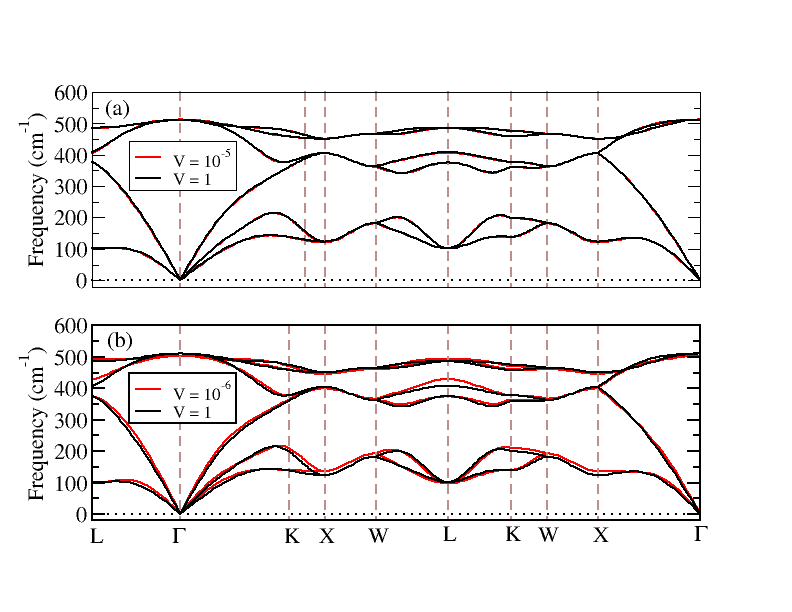 600
(a)
500
V = 10⁻⁵
400
V = 1
300
200
100
0
Frequency (cm⁻¹)
600
(b)
500
V = 10⁻⁶
400
V = 1
300
200
100
0
Frequency (cm⁻¹)
L Γ K X W L K W X Γ